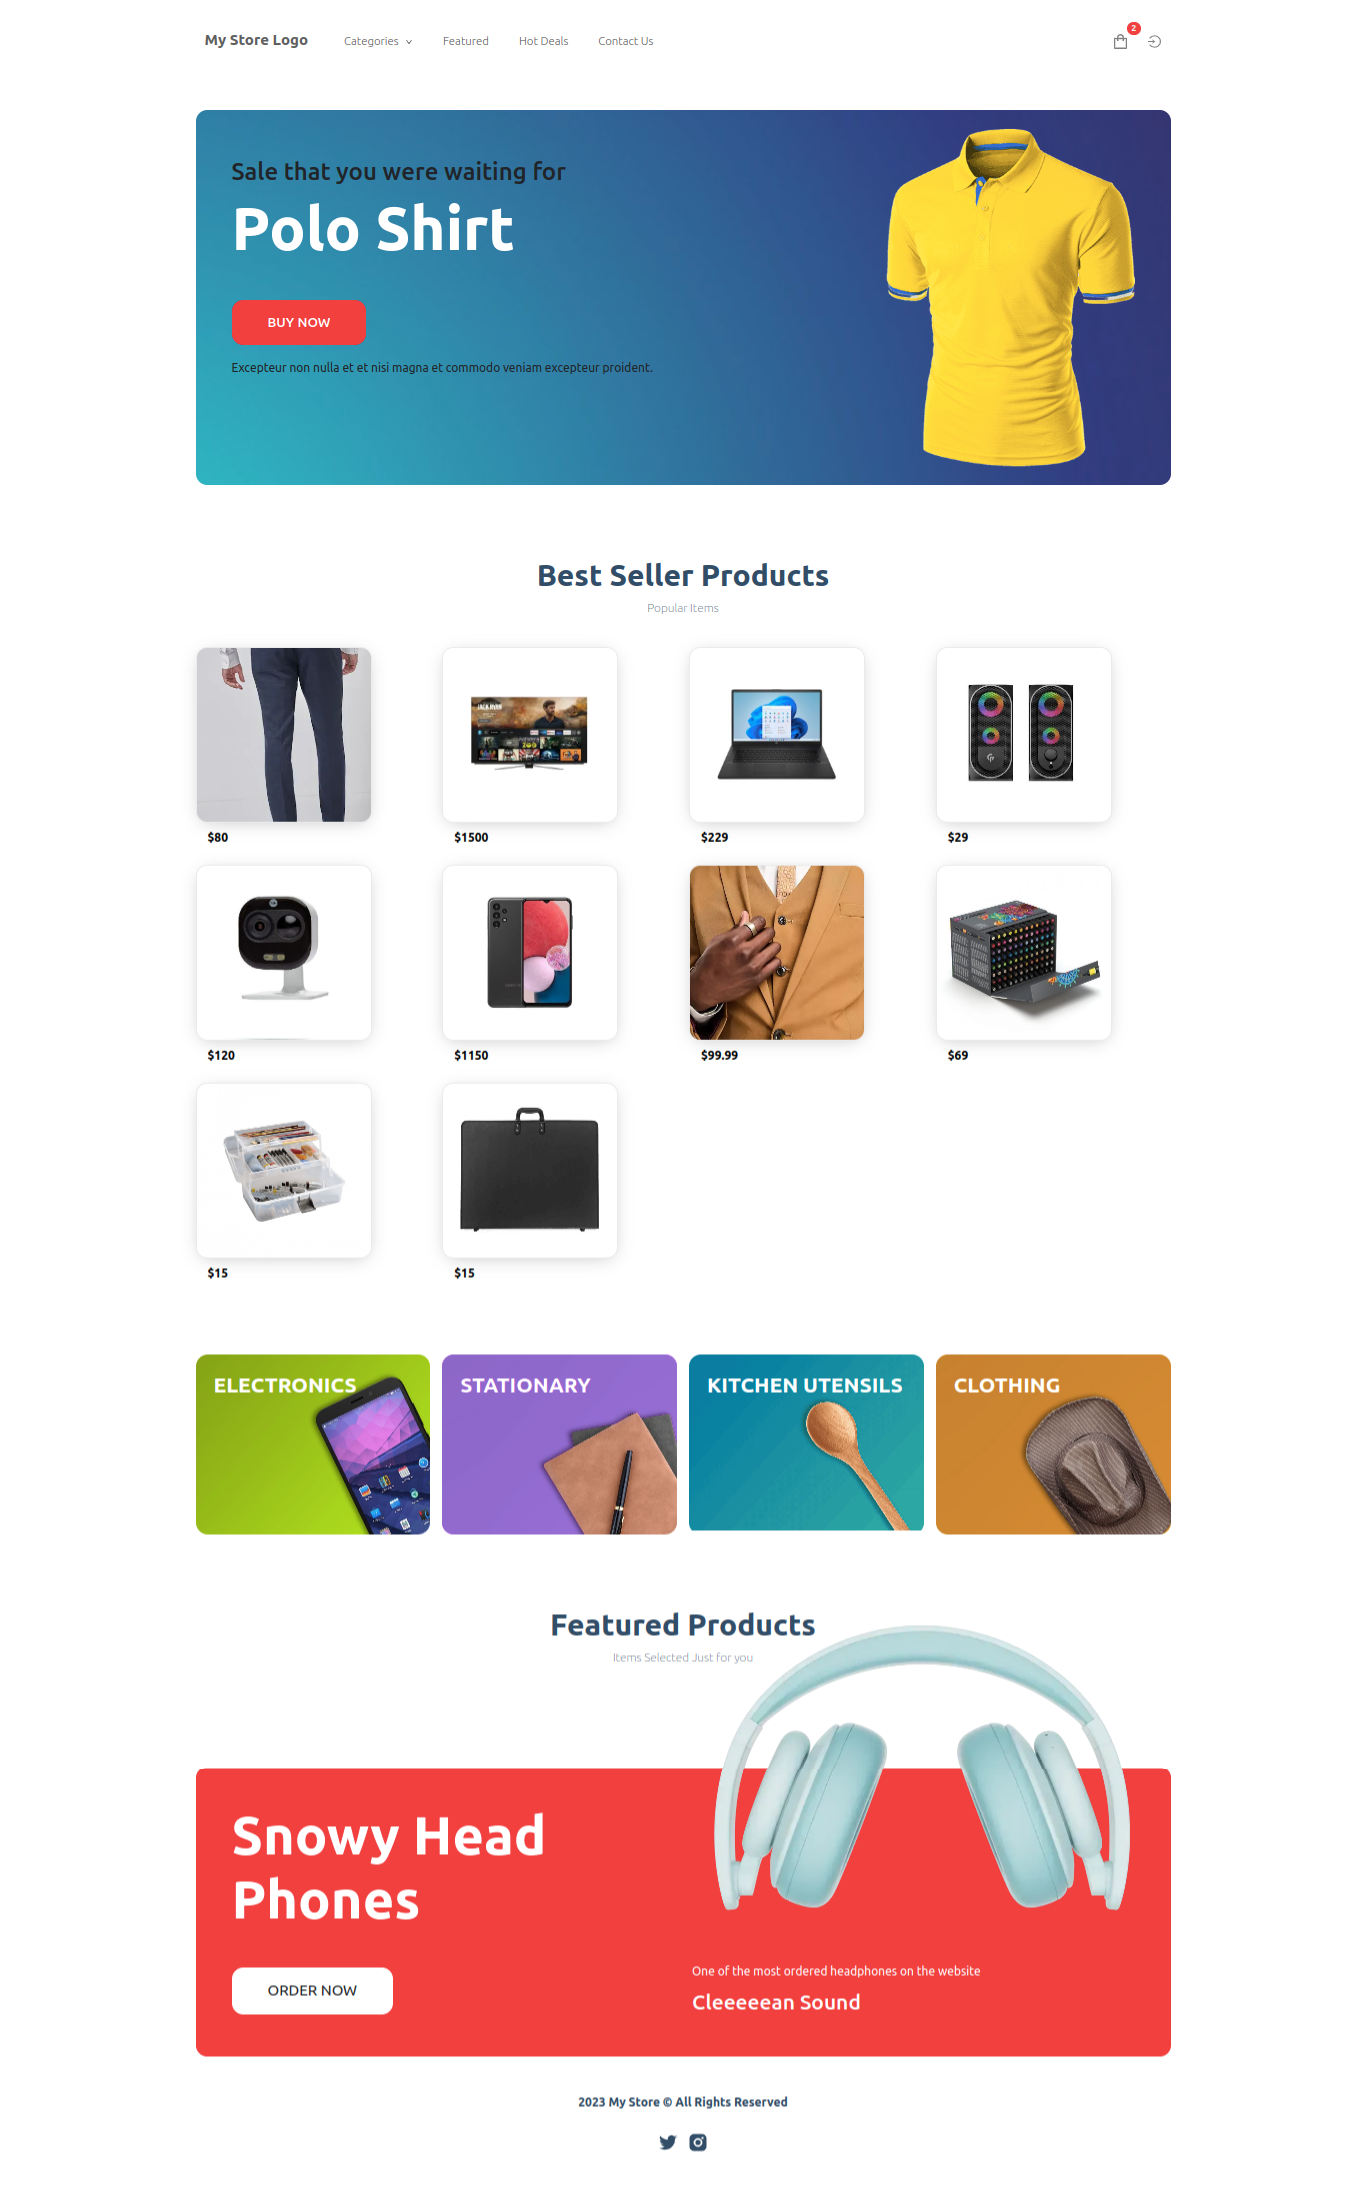 My Store Logo
Categories
Featured
Hot Deals
Contact Us
2
Sale that you were waiting for
Polo Shirt
BUY NOW
Excepteur non nulla et et nisi magna et commodo veniam excepteur proident.
Best Seller Products
Popular Items
$80
$1500
$229
$29
$120
$1150
$99.99
$69
$15
$15
ELECTRONICS
STATIONARY
KITCHEN UTENSILS
CLOTHING
Featured Products
Items Selected Just for you
Snowy Head
Phones
ORDER NOW
One of the most ordered headphones on the website
Cleeeeean Sound
2023 My Store © All Rights Reserved